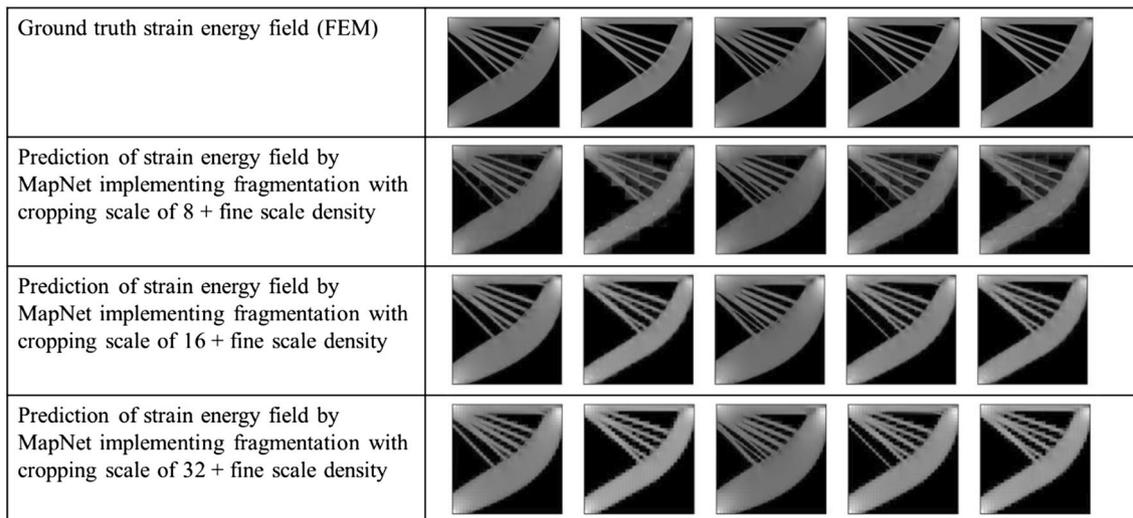 Ground truth strain energy field (FEM)
Prediction of strain energy field by
MapNet implementing fragmentation with
cropping scale of 8 + fine scale density
Prediction of strain energy field by
MapNet implementing fragmentation with
cropping scale of 16 + fine scale density
Prediction of strain energy field by
MapNet implementing fragmentation with
cropping scale of 32 + fine scale density